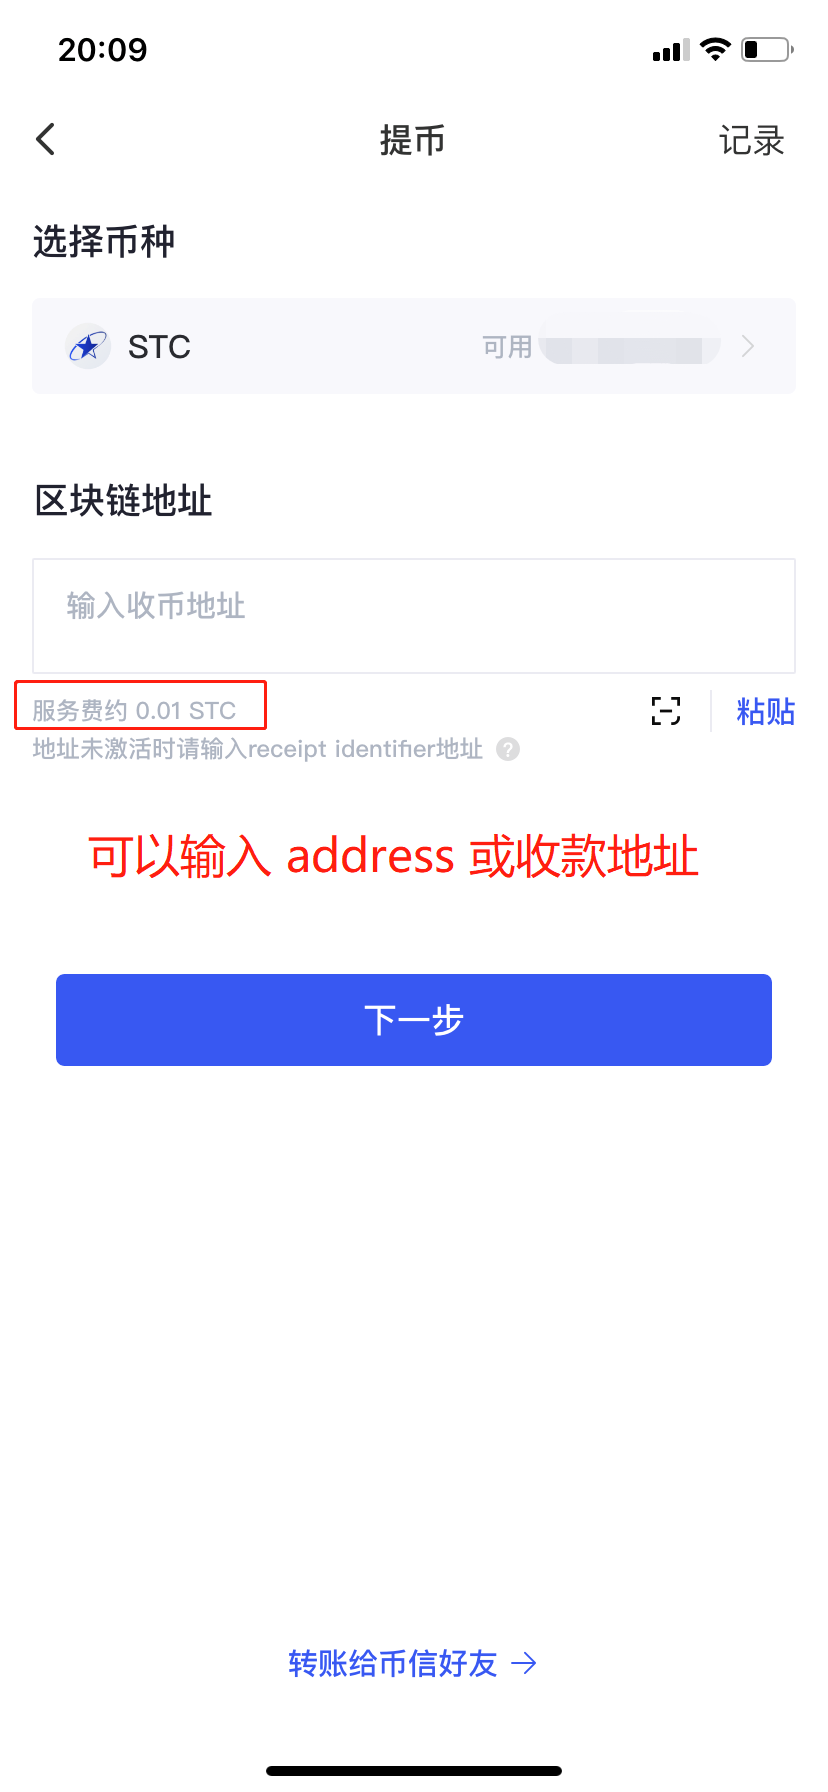 20:09
提币
记录
选择币种
STC
可用
区块链地址
输入收币地址
服务费约 0.01 STC
粘贴
地址未激活时请输入receipt identifier地址 ?
可以输入 address 或收款地址
下一步
转账给币信好友 →